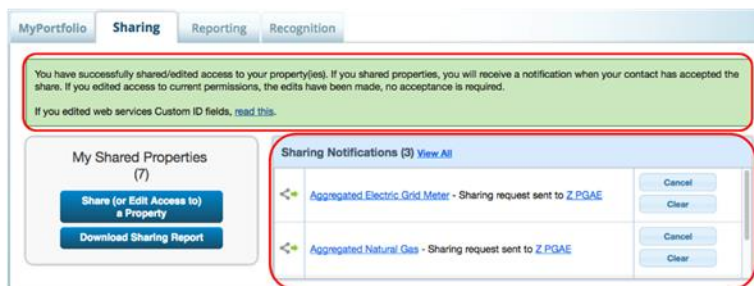 MyPortfolio
Sharing
Reporting
Recognition
You have successfully shared/edited access to your property(ies). If you shared properties, you will receive a notification when your contact has accepted the
share. If you edited access to current permissions, the edits have been made, no acceptance is required.
If you edited web services Custom ID fields, read this.
My Shared Properties
(7)
Share (or Edit Access to)
a Property
Download Sharing Report
Sharing Notifications (3) View All
Aggregated Electric Grid Meter - Sharing request sent to Z PGAE
Cancel
Clear
Aggregated Natural Gas - Sharing request sent to Z PGAE
Cancel
Clear